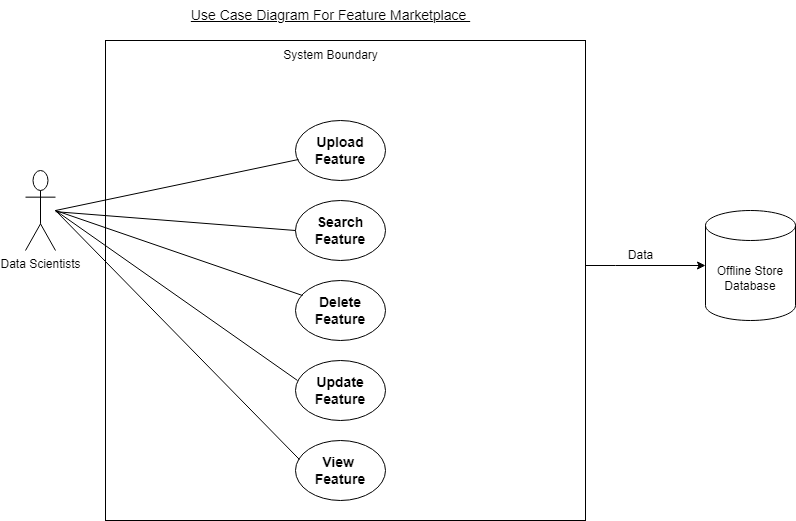 Use Case Diagram For Feature Marketplace
System Boundary
Upload
Feature
Search
Feature
Data Scientists
Data
Offline Store
Database
Delete
Feature
Update
Feature
View
Feature